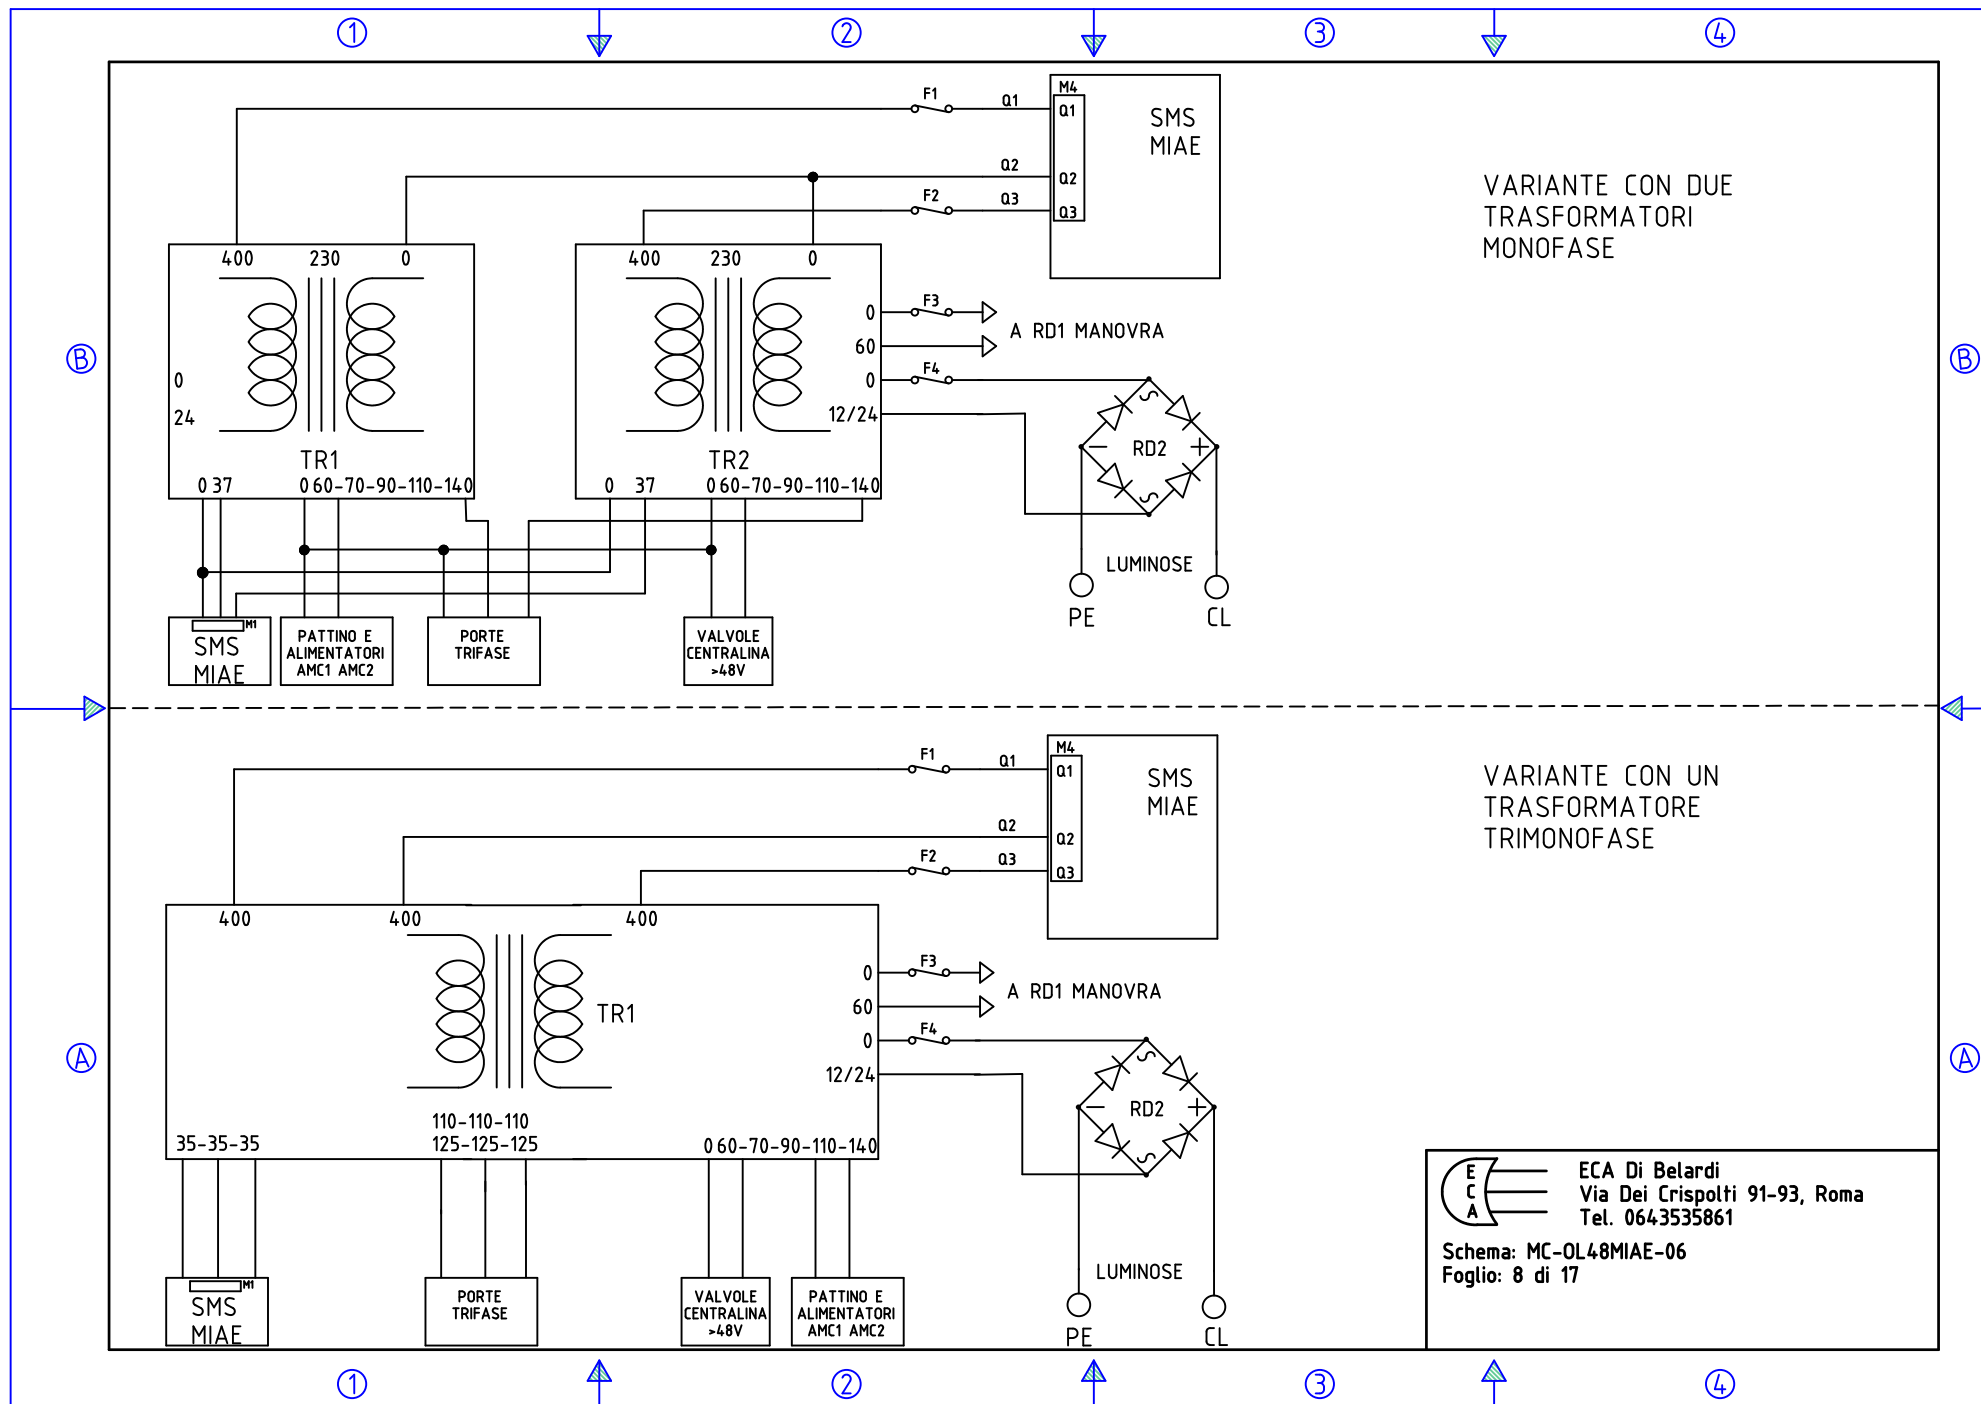 1
2
3
4
F1
Q1
M4
Q1
SMS
MIAE
Q2
Q2
F2
Q3
Q3
VARIANTE CON DUE
TRASFORMATORI
MONOFASE
400 230 0
400 230 0
0
F3
A RD1 MANOVRA
60
B
B
0
F4
0
24
12/24
S
RD2
- +
S
TR1
TR2
0 37
0 60-70-90-110-140
0 37
0 60-70-90-110-140
LUMINOSE
PE
CL
M1
SMS
MIAE
PATTINO E
ALIMENTATORI
AMC1 AMC2
PORTE
TRIFASE
VALVOLE
CENTRALINA
>48V
F1
Q1
M4
Q1
SMS
MIAE
Q2
Q2
F2
Q3
Q3
VARIANTE CON UN
TRASFORMATORE
TRIMONOFASE
400
400
400
0
F3
A RD1 MANOVRA
60
TR1
0
F4
A
A
12/24
S
RD2
- +
S
35-35-35
110-110-110
125-125-125
0 60-70-90-110-140
LUMINOSE
PE
CL
M1
SMS
MIAE
PORTE
TRIFASE
VALVOLE
CENTRALINA
>48V
PATTINO E
ALIMENTATORI
AMC1 AMC2
E
C
A
ECA Di Belardi
Via Dei Crispolti 91-93, Roma
Tel. 0643535861
Schema: MC-OL48MIAE-06
Foglio: 8 di 17
1
2
3
4